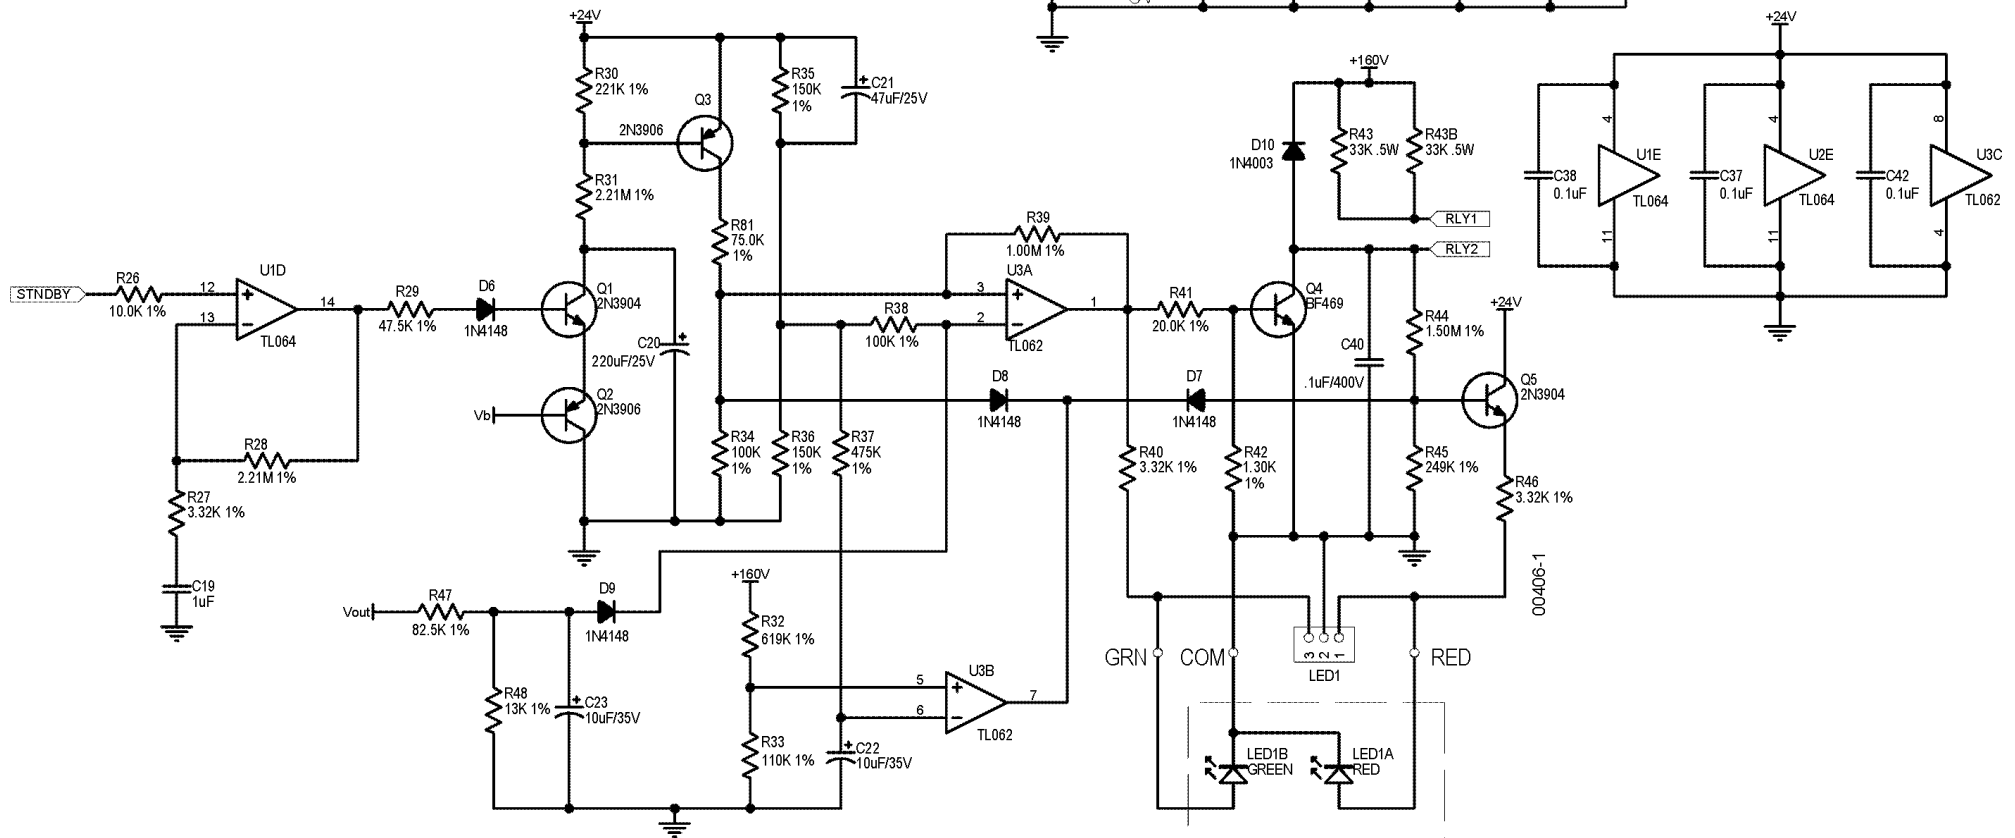 +24V
R30
221K 1%
Q3
2N3906
R35
150K
1%
C21
+
47uF/25V
R31
2.21M 1%
R81
75.0K
1%
STNDBY
R26
10.0K 1%
12
13
+
−
U1D
14
TL064
R29
47.5K 1%
D6
1N4148
Q1
2N3904
C20
+
220uF/25V
Q2
2N3906
Vb
R28
2.21M 1%
R27
3.32K 1%
C19
1uF
R38
100K 1%
R39
1.00M 1%
U3A
3
2
+
−
1
TL062
R41
20.0K 1%
Q4
BF469
D8
1N4148
D7
1N4148
R34
100K
1%
R36
150K
1%
R37
475K
1%
R40
3.32K 1%
R42
1.30K
1%
+160V
D10
1N4003
R43
33K .5W
R43B
33K .5W
RLY1
RLY2
C40
.1uF/400V
R44
1.50M 1%
R45
249K 1%
+24V
Q5
2N3904
R46
3.32K 1%
00406-1
+24V
C38
0.1uF
4
11
U1E
TL064
C37
0.1uF
4
11
U2E
TL064
C42
0.1uF
8
4
U3C
TL062
Vout
R47
82.5K 1%
D9
1N4148
R48
13K 1%
C23
+
10uF/35V
+160V
R32
619K 1%
R33
110K 1%
C22
+
10uF/35V
U3B
5
6
+
−
7
TL062
GRN
COM
3
2
1
LED1
RED
LED1B
GREEN
LED1A
RED